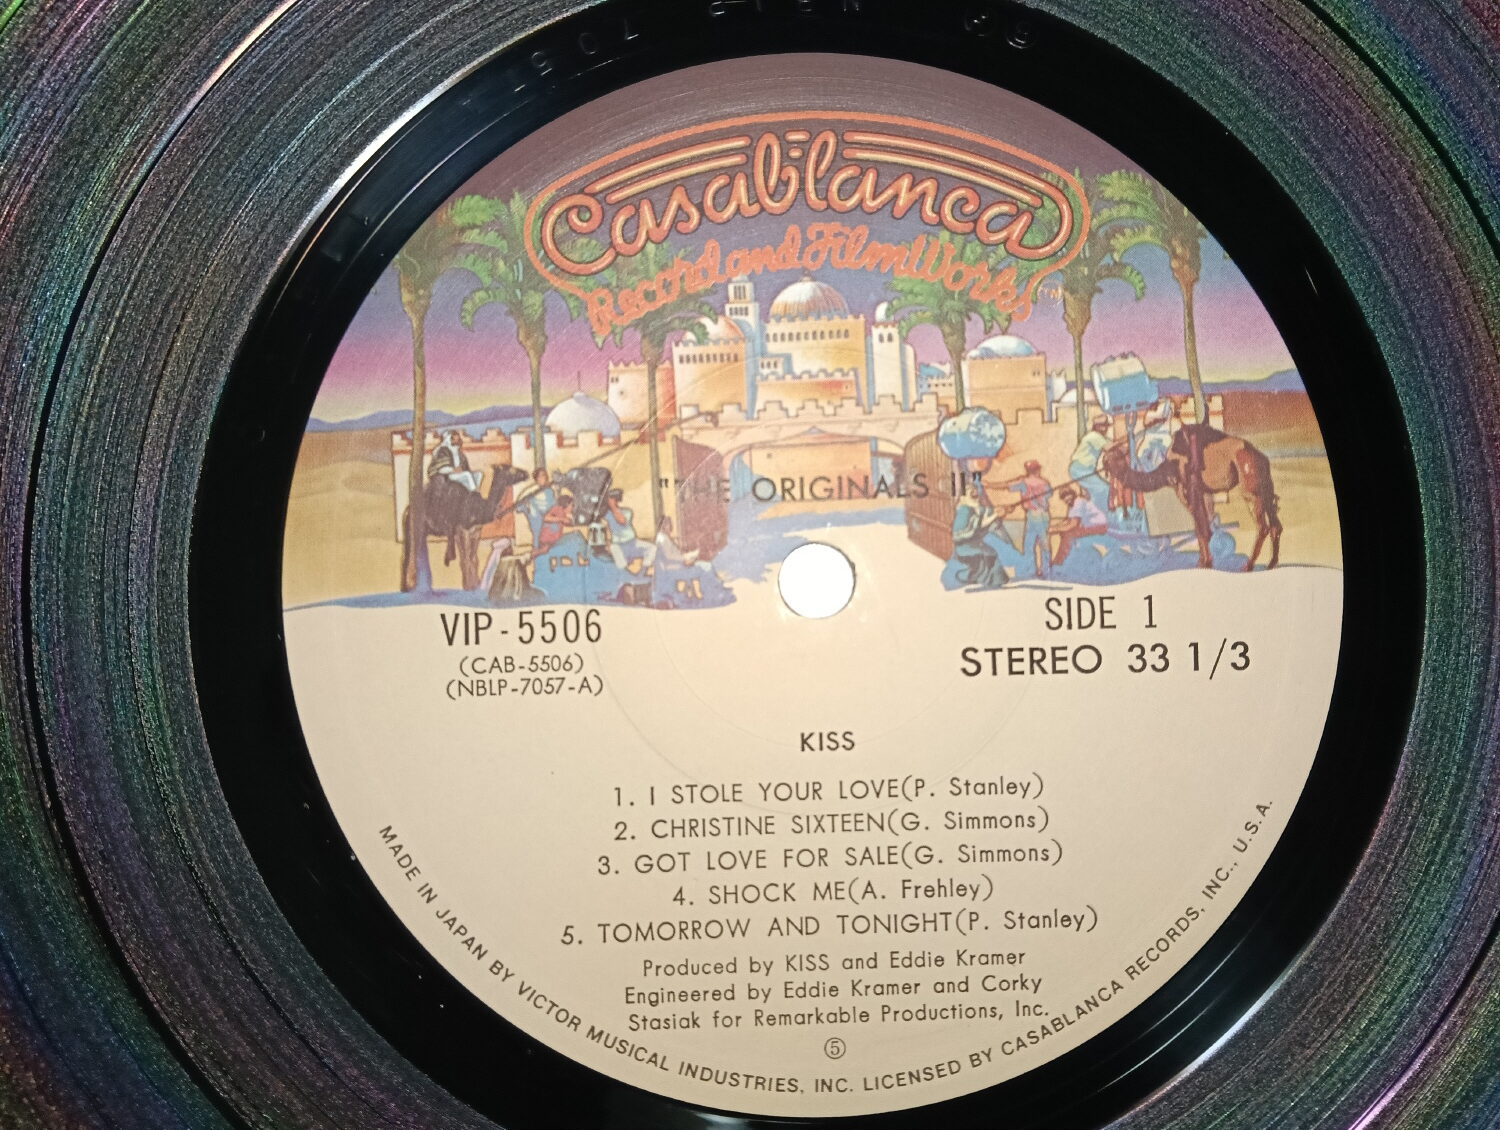 Casablanca
Record and FilmWorks
"THE ORIGINALS II"
VIP-5506
(CAB-5506)
(NBLP-7057-A)
SIDE 1
STEREO 33 1/3
KISS
1. I STOLE YOUR LOVE(P. Stanley)
2. CHRISTINE SIXTEEN(G. Simmons)
3. GOT LOVE FOR SALE(G. Simmons)
4. SHOCK ME(A. Frehley)
5. TOMORROW AND TONIGHT(P. Stanley)
Produced by KISS and Eddie Kramer
Engineered by Eddie Kramer and Corky
Stasiak for Remarkable Productions, Inc.
⑤
MADE IN JAPAN BY VICTOR MUSICAL INDUSTRIES, INC. LICENSED BY CASABLANCA RECORDS, INC., U.S.A.